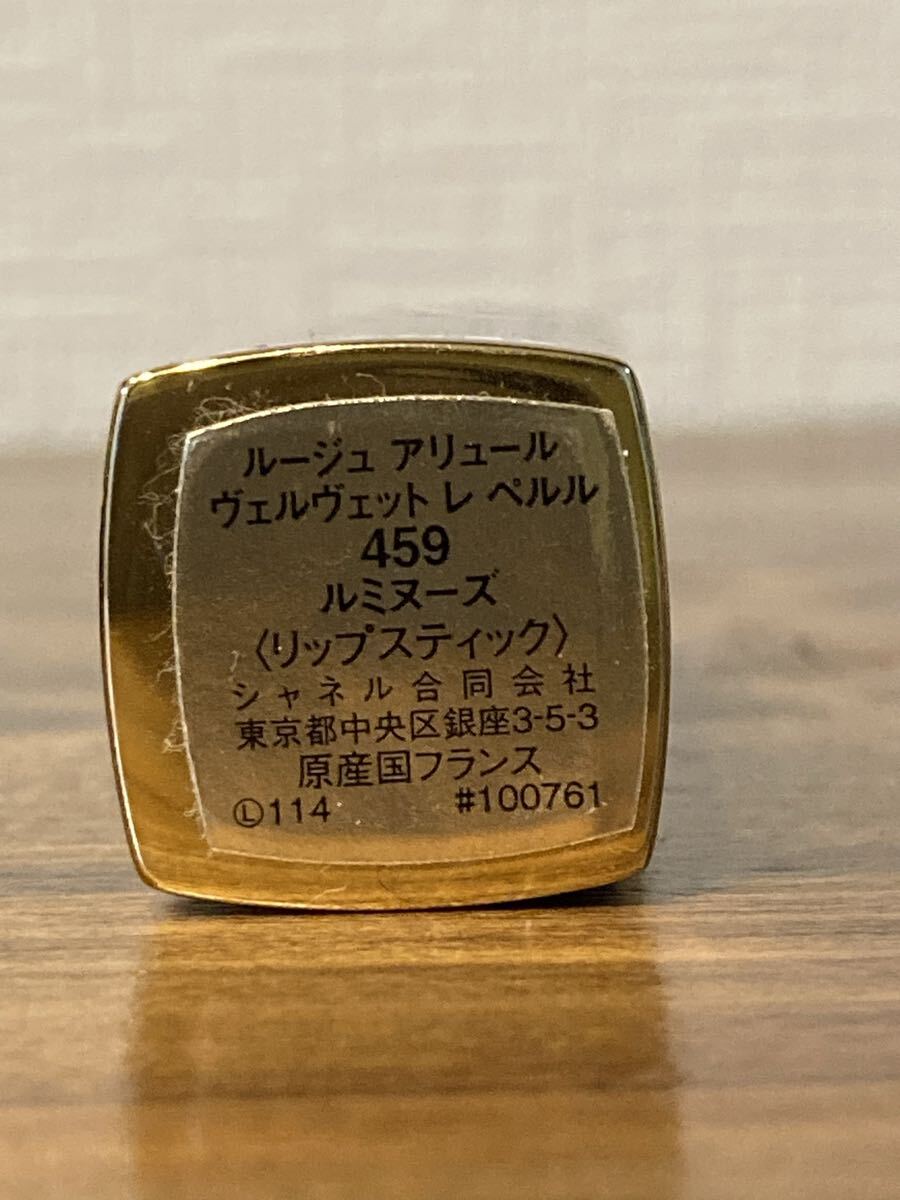 ルージュ アリュール
ヴェルヴェット レ ペルル
459
ルミヌーズ
〈リップスティック〉
シャネル合同会社
東京都中央区銀座3-5-3
原産国フランス
Ⓛ114 #100761